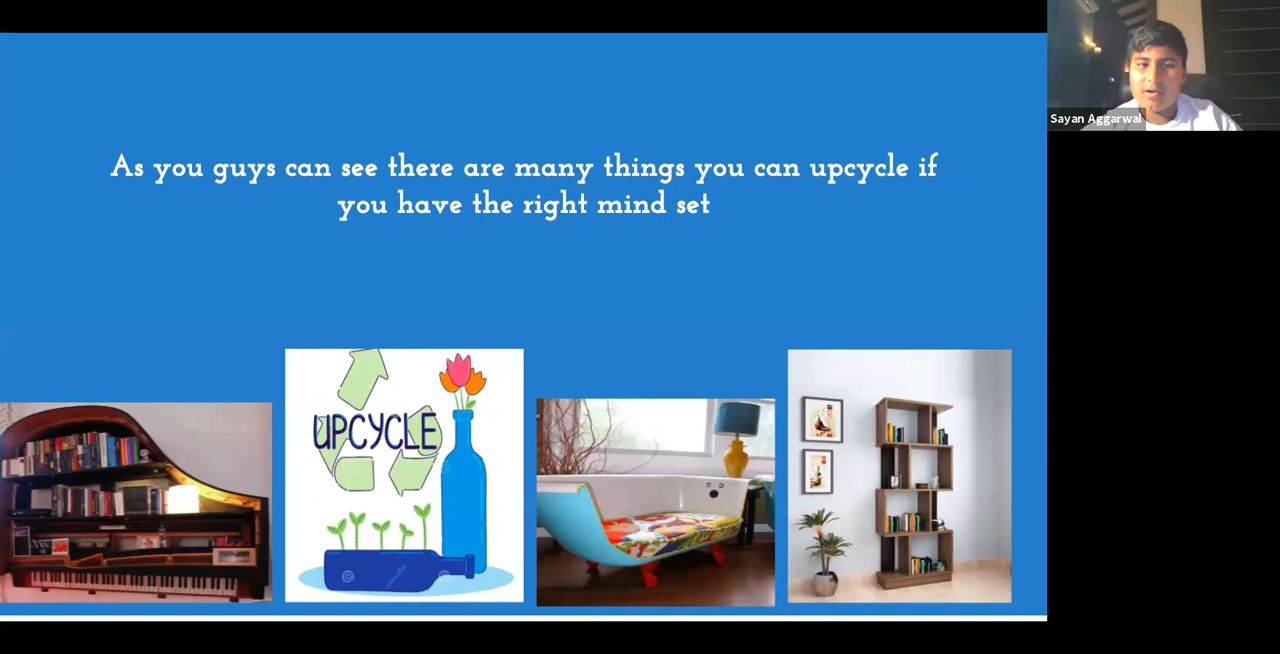 As you guys can see there are many things you can upcycle if
you have the right mind set
Sayan Aggarwal
UPCYCLE